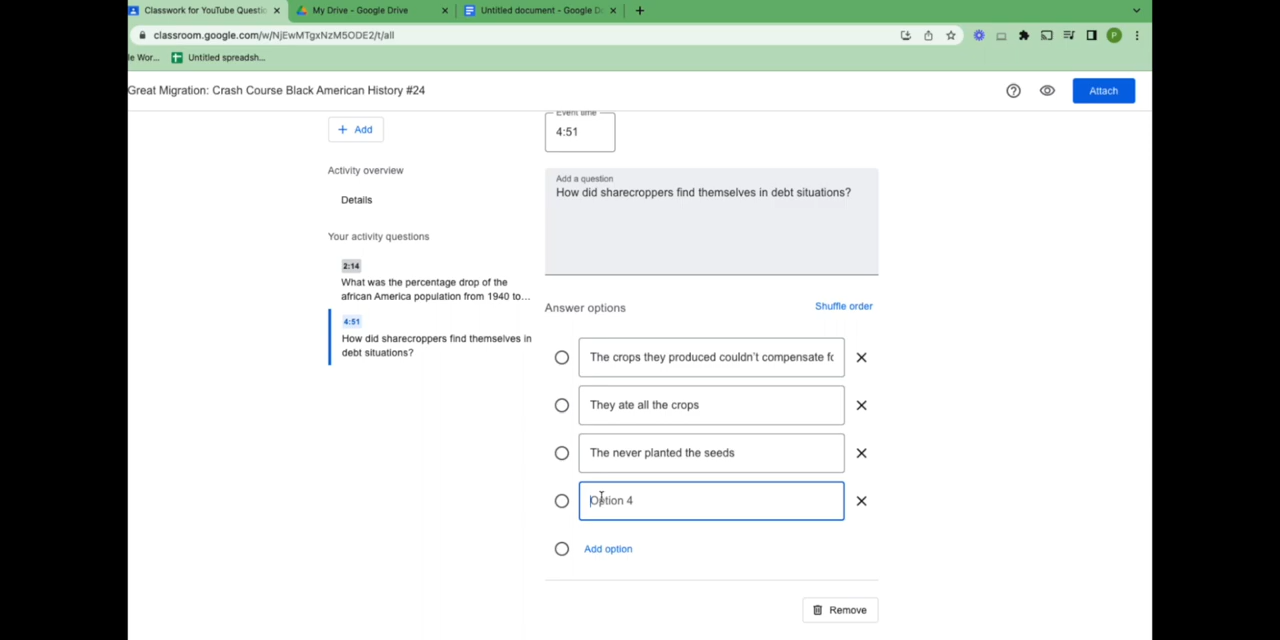 Classwork for YouTube Questic
My Drive - Google Drive
Untitled document - Google D
classroom.google.com/w/NjEwMTgxNzM5ODE2/t/all
P
le Wor...
Untitled spreadsh...
Great Migration: Crash Course Black American History #24
Attach
Add
Activity overview
Details
Your activity questions
2:14
What was the percentage drop of the
african America population from 1940 to...
4:51
How did sharecroppers find themselves in
debt situations?
Event time
4:51
Add a question
How did sharecroppers find themselves in debt situations?
Answer options
Shuffle order
The crops they produced couldn't compensate fo
They ate all the crops
The never planted the seeds
Option 4
Add option
Remove